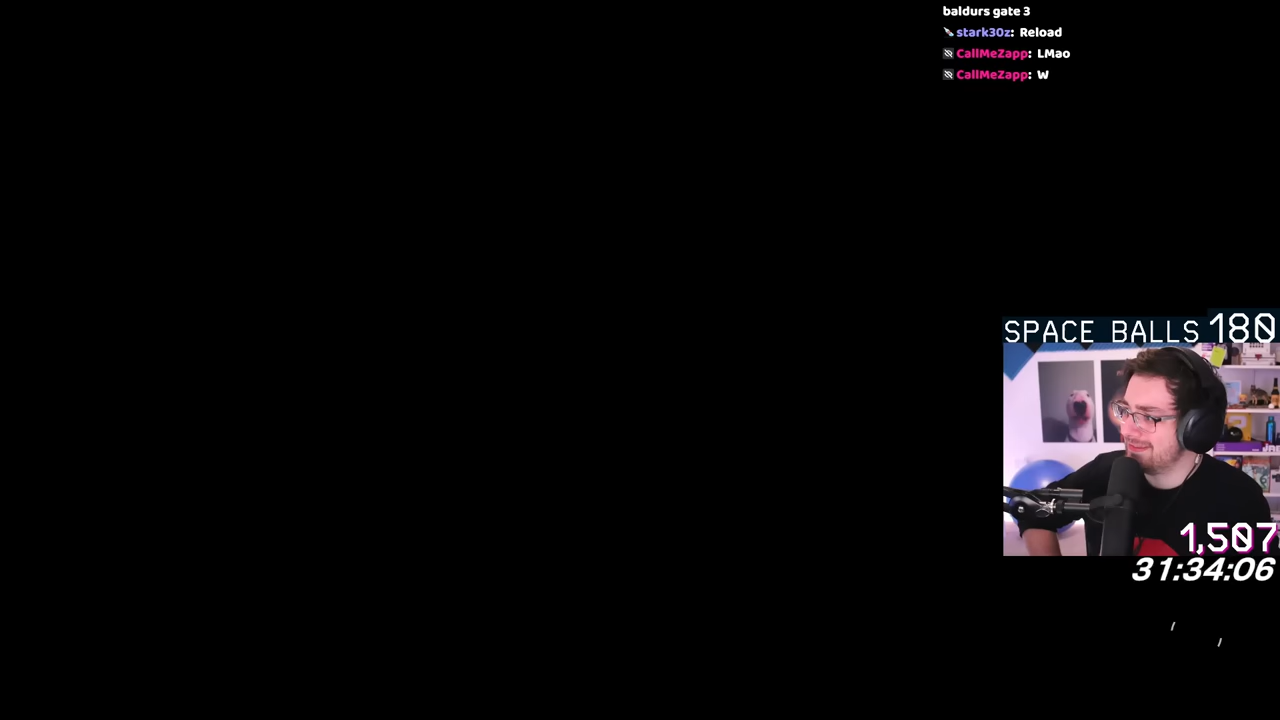 baldurs gate 3
stark30z: Reload
CallMeZapp: LMao
CallMeZapp: W
SPACE BALLS 180
1,507
31:34:06